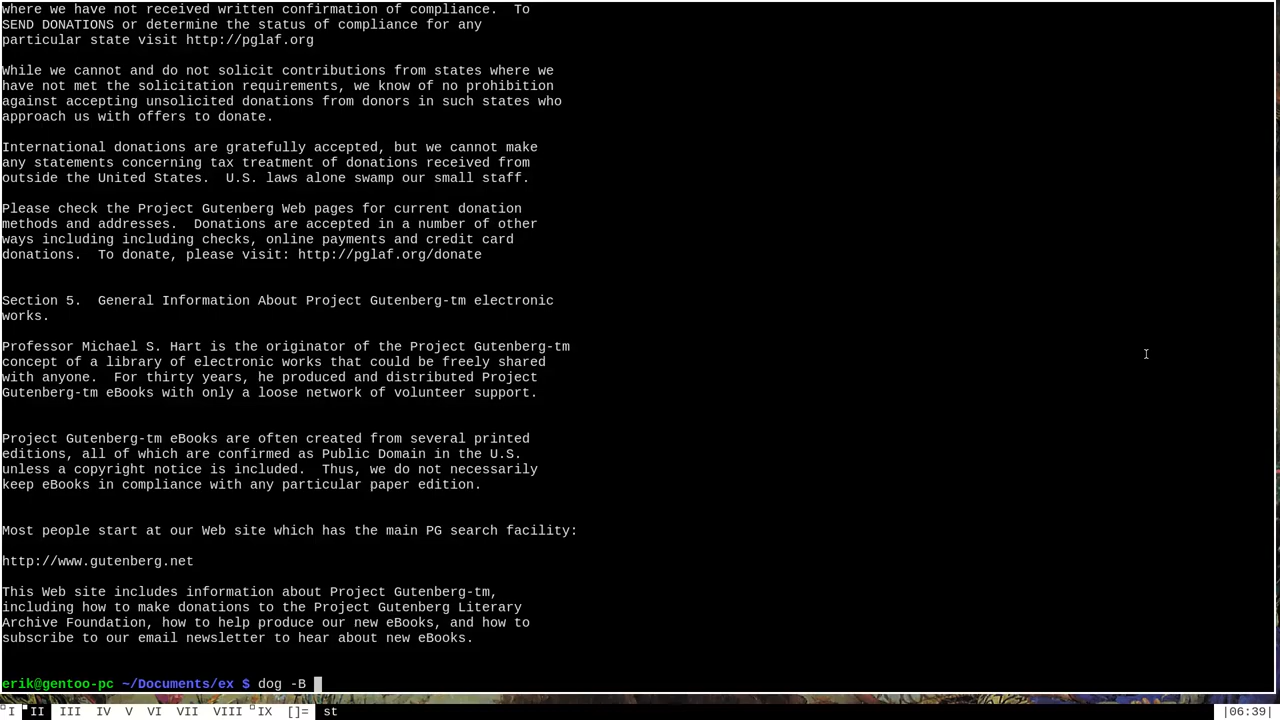 where we have not received written confirmation of compliance.  To
SEND DONATIONS or determine the status of compliance for any
particular state visit http://pglaf.org

While we cannot and do not solicit contributions from states where we
have not met the solicitation requirements, we know of no prohibition
against accepting unsolicited donations from donors in such states who
approach us with offers to donate.

International donations are gratefully accepted, but we cannot make
any statements concerning tax treatment of donations received from
outside the United States.  U.S. laws alone swamp our small staff.

Please check the Project Gutenberg Web pages for current donation
methods and addresses.  Donations are accepted in a number of other
ways including including checks, online payments and credit card
donations.  To donate, please visit: http://pglaf.org/donate

Section 5.  General Information About Project Gutenberg-tm electronic
works.

Professor Michael S. Hart is the originator of the Project Gutenberg-tm
concept of a library of electronic works that could be freely shared
with anyone.  For thirty years, he produced and distributed Project
Gutenberg-tm eBooks with only a loose network of volunteer support.

Project Gutenberg-tm eBooks are often created from several printed
editions, all of which are confirmed as Public Domain in the U.S.
unless a copyright notice is included.  Thus, we do not necessarily
keep eBooks in compliance with any particular paper edition.

Most people start at our Web site which has the main PG search facility:

http://www.gutenberg.net

This Web site includes information about Project Gutenberg-tm,
including how to make donations to the Project Gutenberg Literary
Archive Foundation, how to help produce our new eBooks, and how to
subscribe to our email newsletter to hear about new eBooks.

erik@gentoo-pc ~/Documents/ex $ dog -B
I II III IV V VI VII VIII IX []= st |06:39|